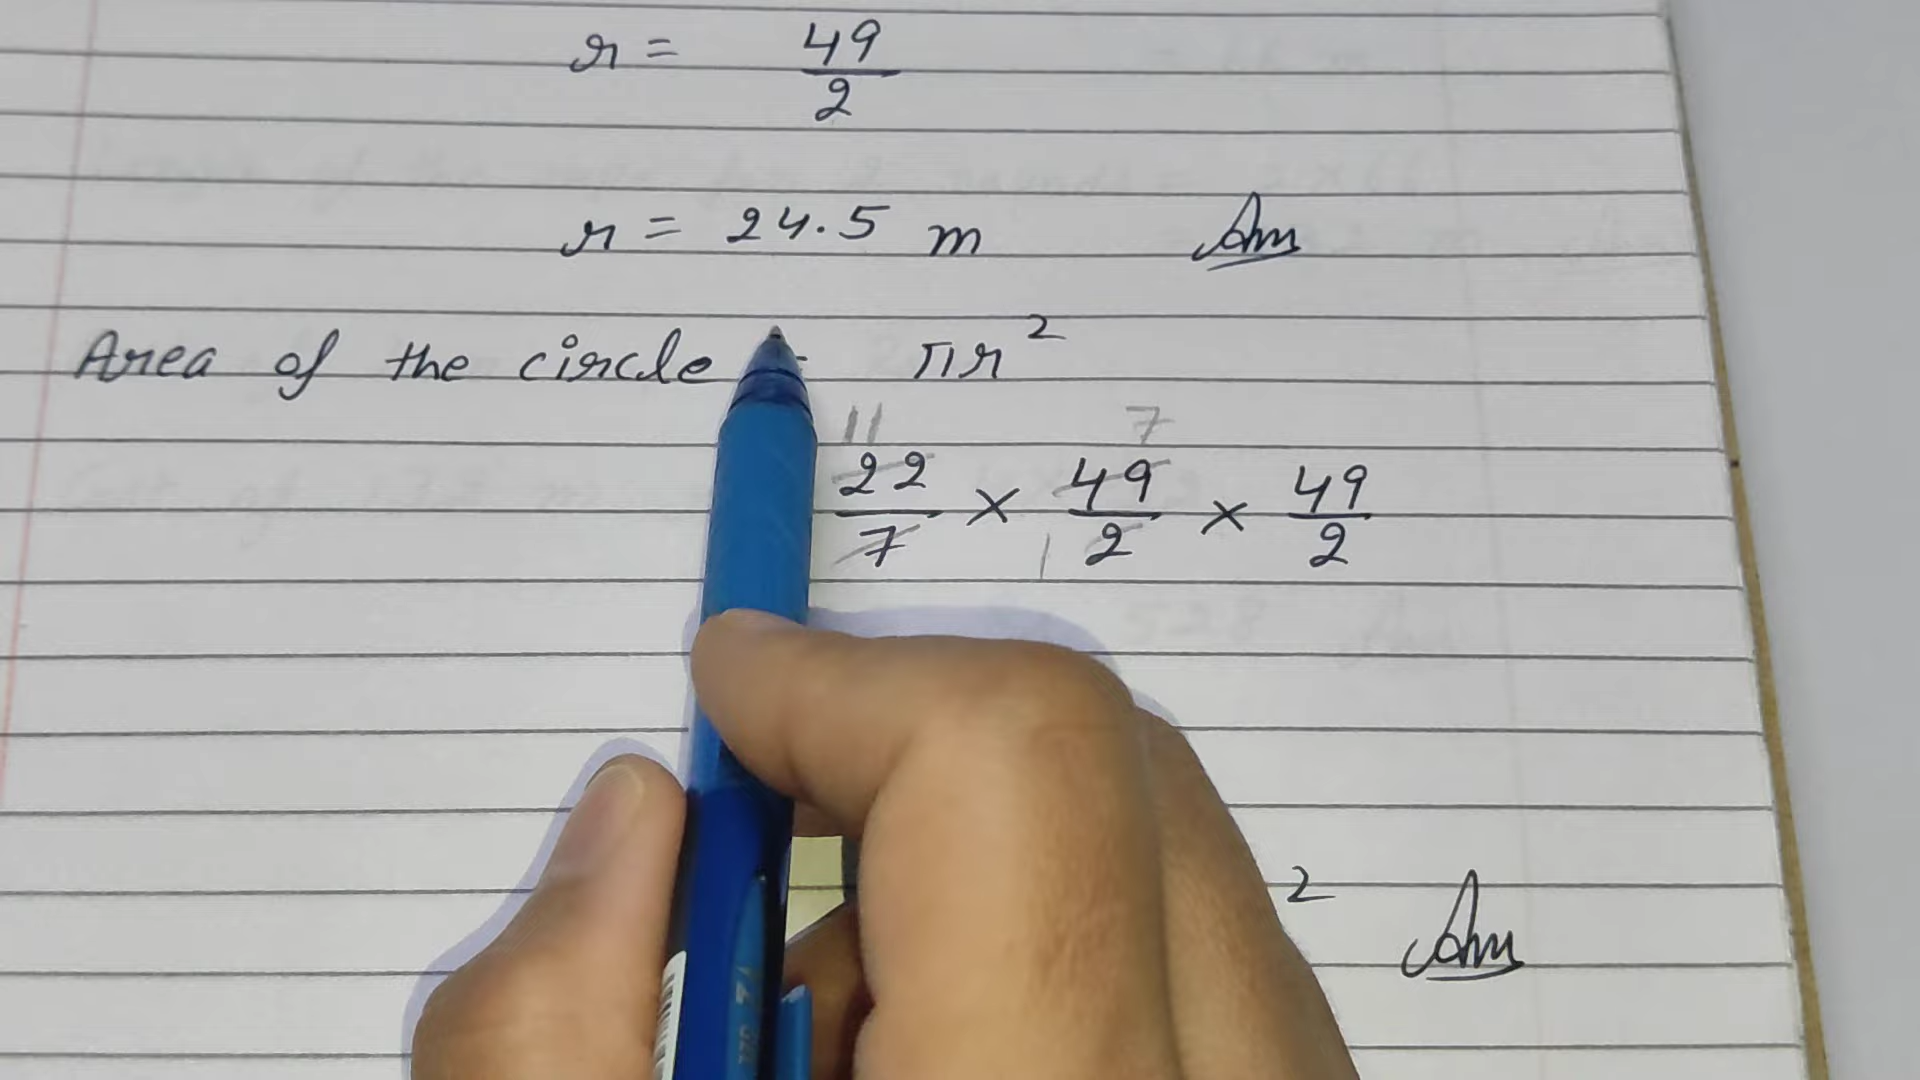 r = 49/2
r = 24.5 m Ans
Area of the circle = πr²
11 7
22/7 × 49/2 × 49/2
1
2 Ans